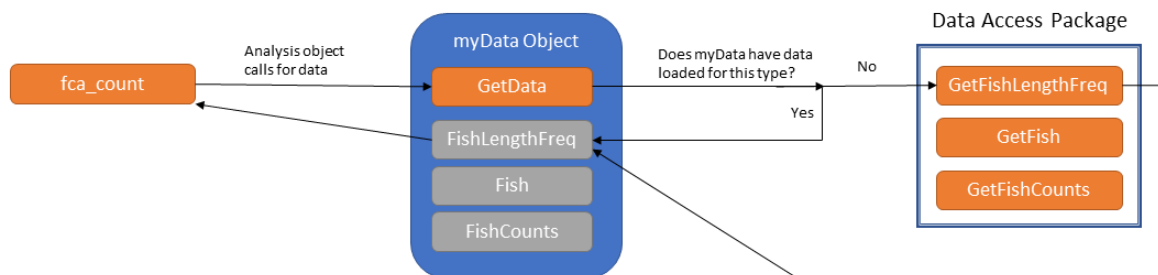 Data Access Package
myData Object
Analysis object
calls for data
Does myData have data
loaded for this type?
No
fca_count
GetData
GetFishLengthFreq
Yes
FishLengthFreq
GetFish
Fish
GetFishCounts
FishCounts